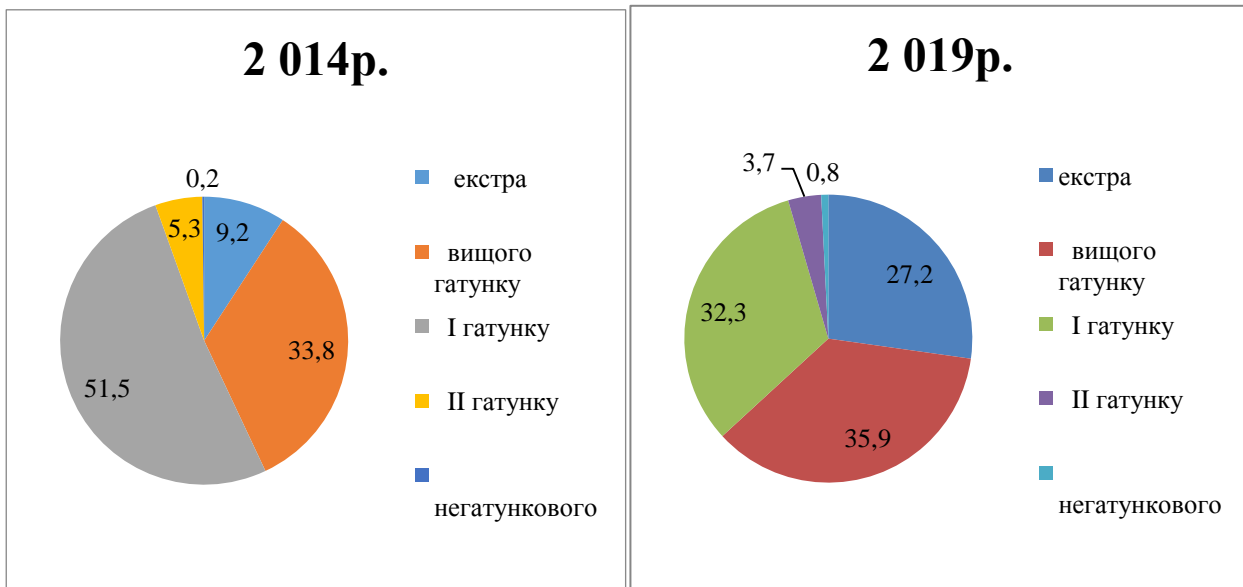 2 014р.
0,2
5,3
9,2
33,8
51,5
екстра
вищого
гатунку
I гатунку
II гатунку
негатункового
2 019р.
3,7
0,8
27,2
32,3
35,9
екстра
вищого
гатунку
I гатунку
II гатунку
негатункового